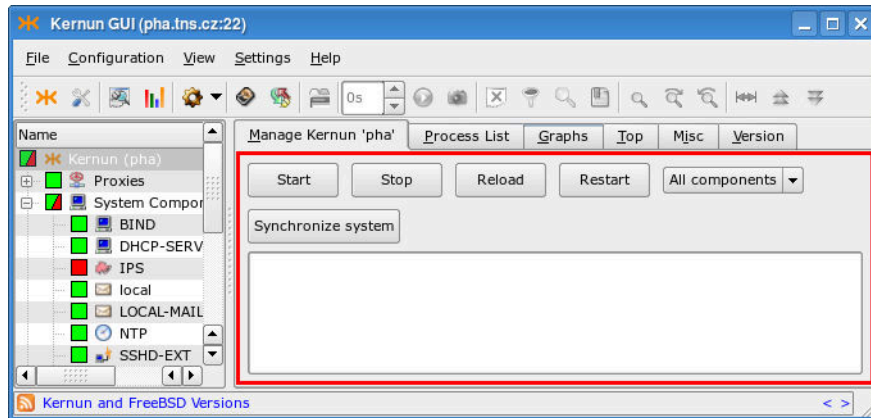 Kernun GUI (pha.tns.cz:22)
File Configuration View Settings Help
0s
Name
Manage Kernun 'pha' Process List Graphs Top Misc Version
Kernun (pha)
Proxies
System Compor
BIND
DHCP-SERV
IPS
local
LOCAL-MAIL
NTP
SSHD-EXT
Start Stop Reload Restart All components
Synchronize system
Kernun and FreeBSD Versions < >